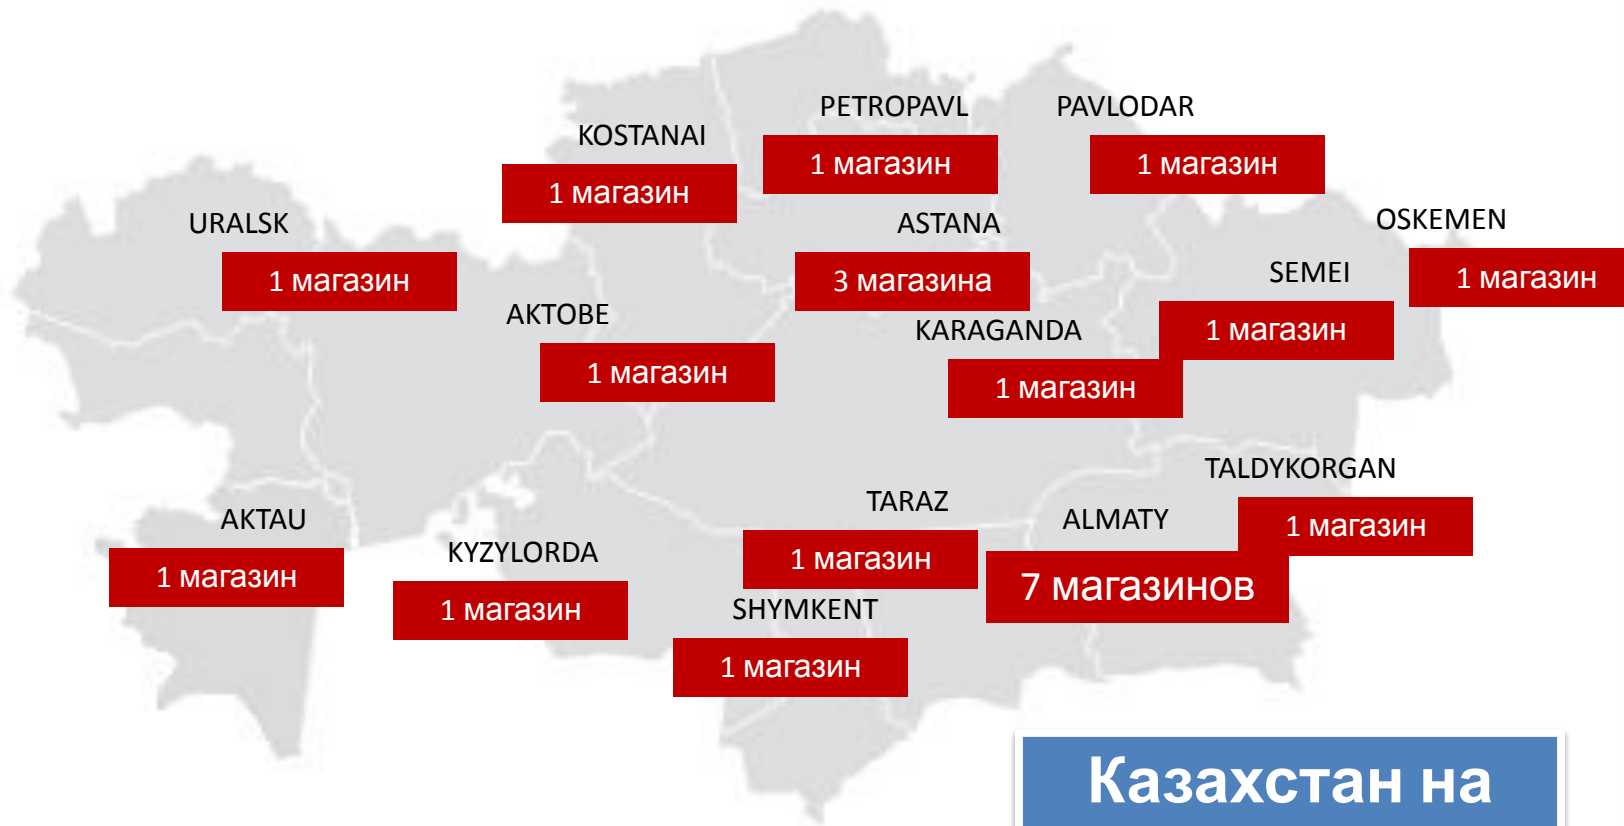 PETROPAVL
1 магазин
PAVLODAR
1 магазин
KOSTANAI
1 магазин
URALSK
1 магазин
ASTANA
3 магазина
OSKEMEN
1 магазин
SEMEI
1 магазин
AKTOBE
1 магазин
KARAGANDA
1 магазин
TALDYKORGAN
1 магазин
TARAZ
1 магазин
ALMATY
7 магазинов
AKTAU
1 магазин
KYZYLORDA
1 магазин
SHYMKENT
1 магазин
Казахстан на